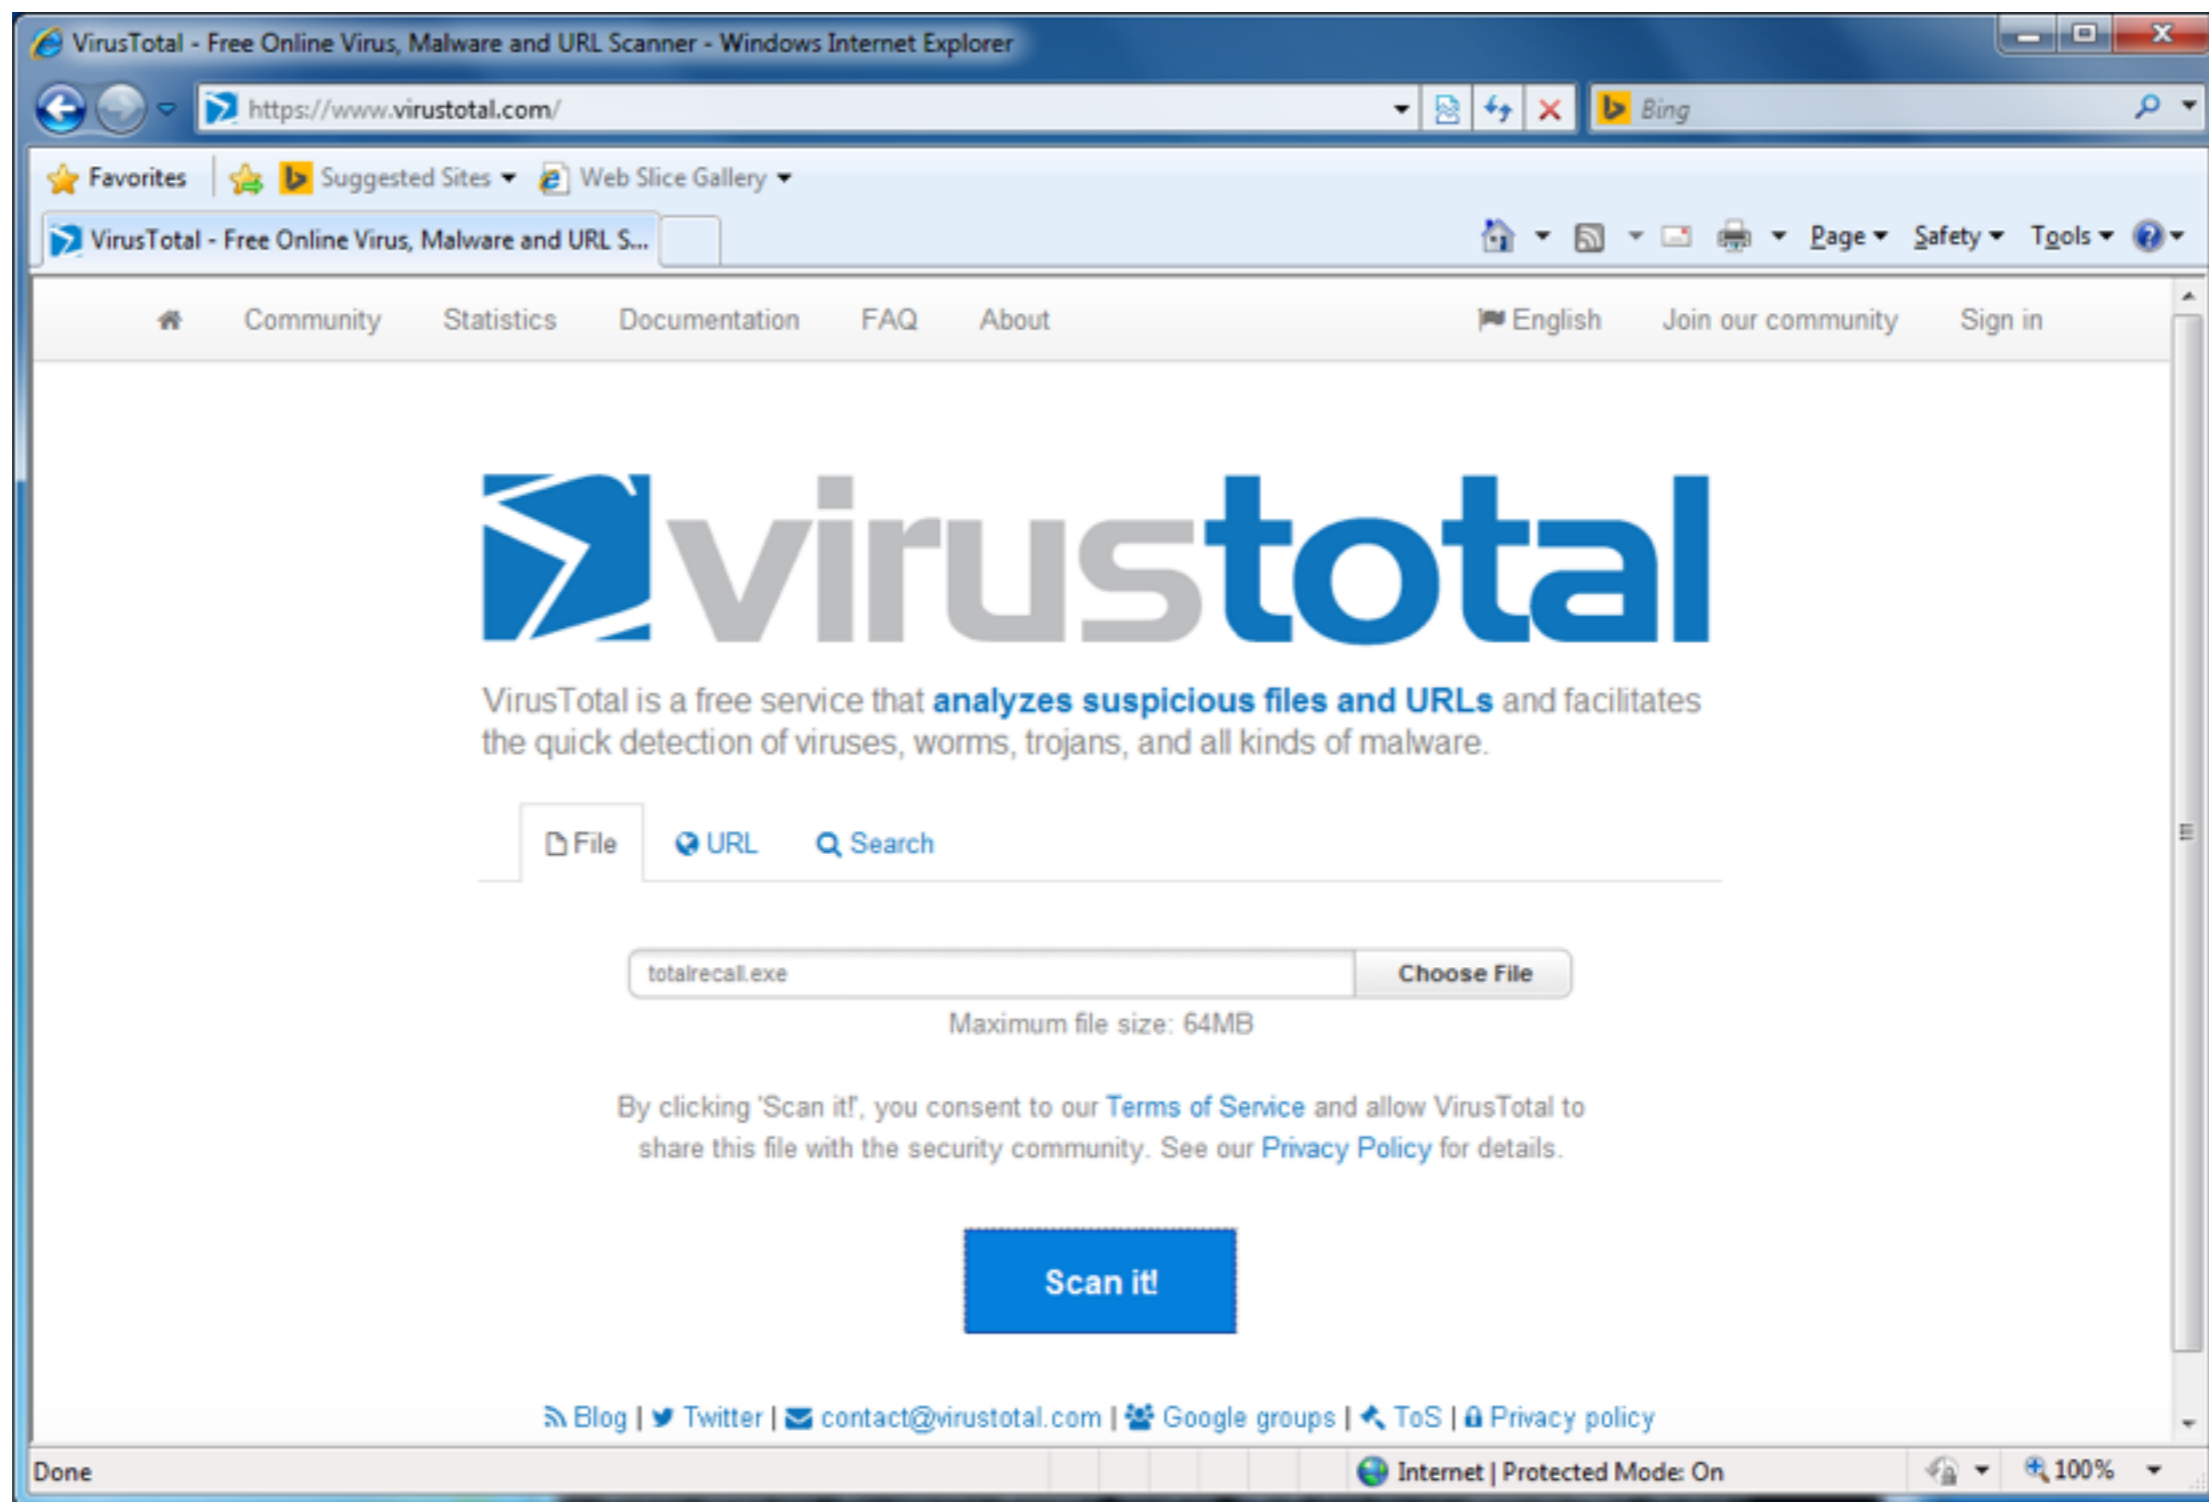 VirusTotal - Free Online Virus, Malware and URL Scanner - Windows Internet Explorer
https://www.virustotal.com/
Bing
Favorites Suggested Sites Web Slice Gallery
VirusTotal - Free Online Virus, Malware and URL S...
Page Safety Tools
Community Statistics Documentation FAQ About English Join our community Sign in
virustotal
VirusTotal is a free service that analyzes suspicious files and URLs and facilitates
the quick detection of viruses, worms, trojans, and all kinds of malware.
File URL Search
totalrecall.exe Choose File
Maximum file size: 64MB
By clicking 'Scan it!', you consent to our Terms of Service and allow VirusTotal to
share this file with the security community. See our Privacy Policy for details.
Scan it!
Blog | Twitter | contact@virustotal.com | Google groups | ToS | Privacy policy
Done Internet | Protected Mode: On 100%